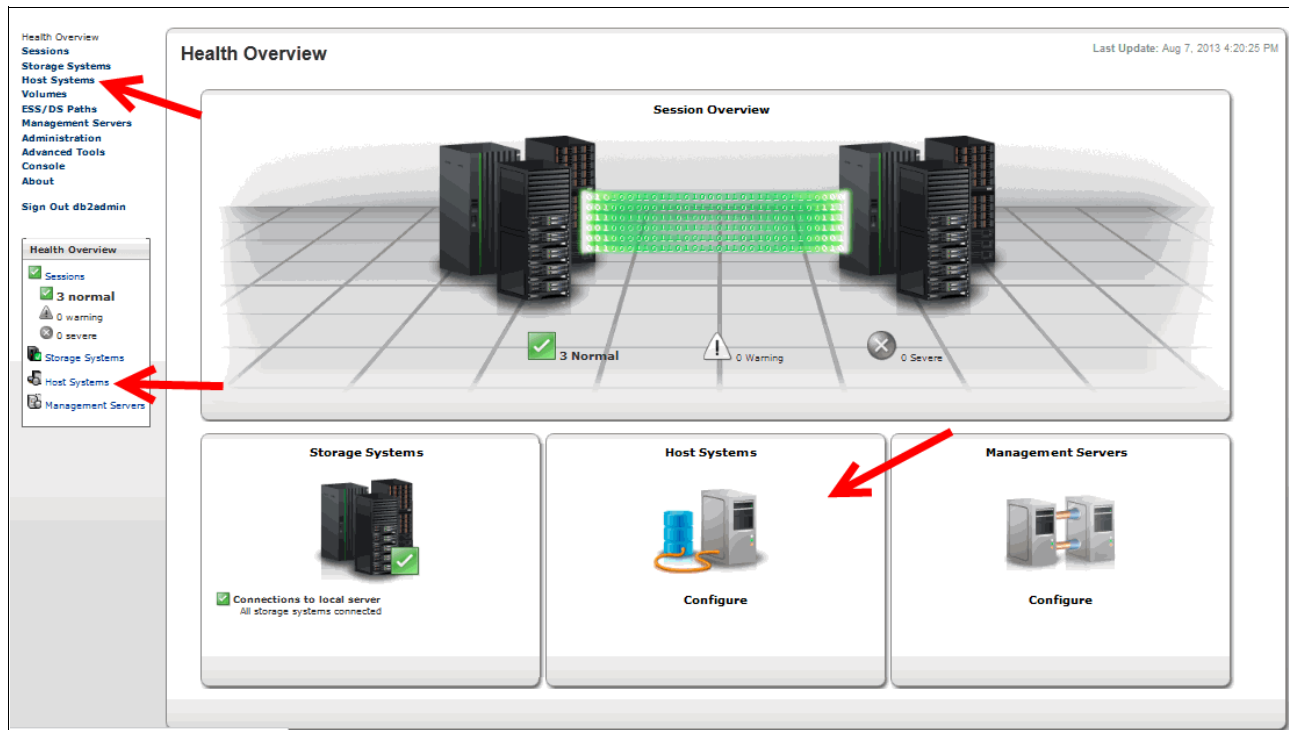 Health Overview
Sessions
Storage Systems
Host Systems
Volumes
ESS/DS Paths
Management Servers
Administration
Advanced Tools
Console
About
Sign Out db2admin
Health Overview
Sessions
3 normal
0 warning
0 severe
Storage Systems
Host Systems
Management Servers
Health Overview
Last Update: Aug 7, 2013 4:20:25 PM
Session Overview
3 Normal
0 Warning
0 Severe
Storage Systems
Connections to local server
All storage systems connected
Host Systems
Configure
Management Servers
Configure